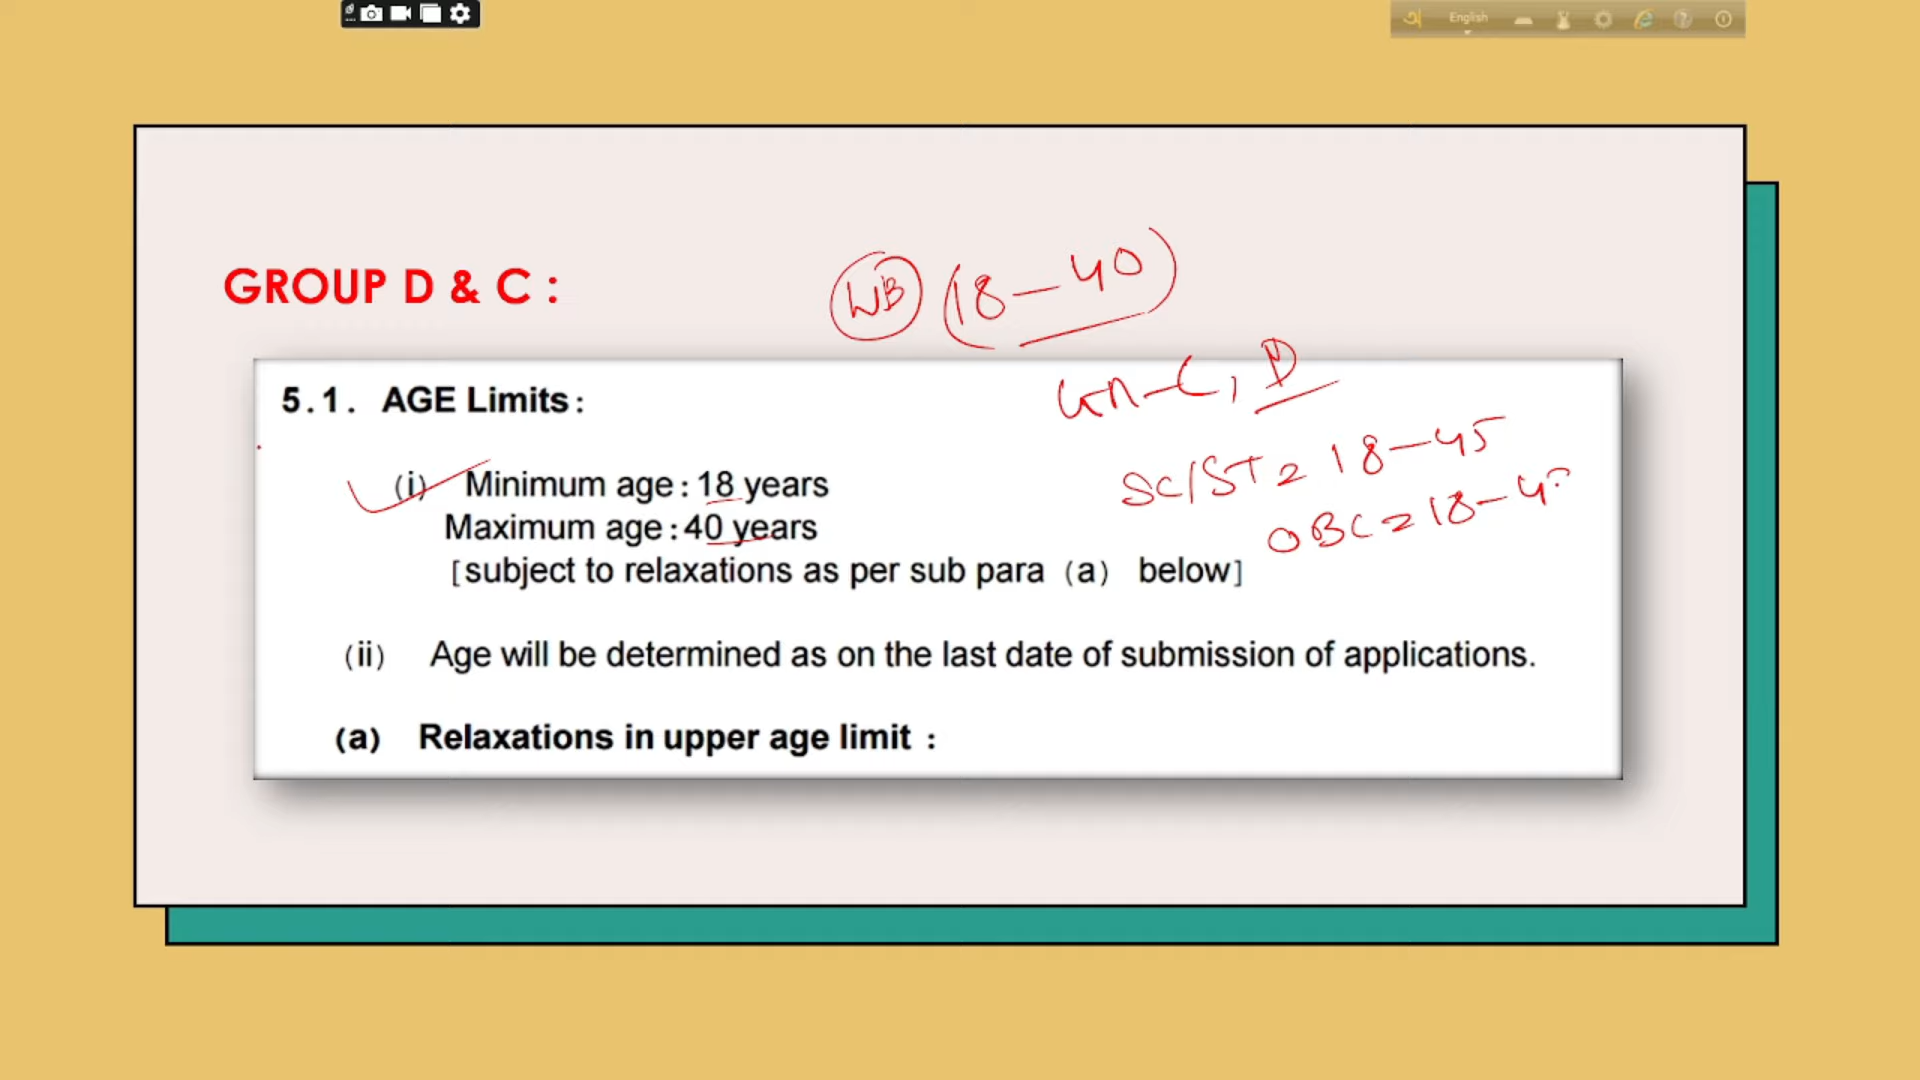 English
GROUP D & C :
WB (18-40)
5.1. AGE Limits:
Gr-C, D
(i) Minimum age : 18 years
SC/ST = 18-45
Maximum age : 40 years
OBC = 18-
[subject to relaxations as per sub para (a) below]
(ii) Age will be determined as on the last date of submission of applications.
(a) Relaxations in upper age limit :